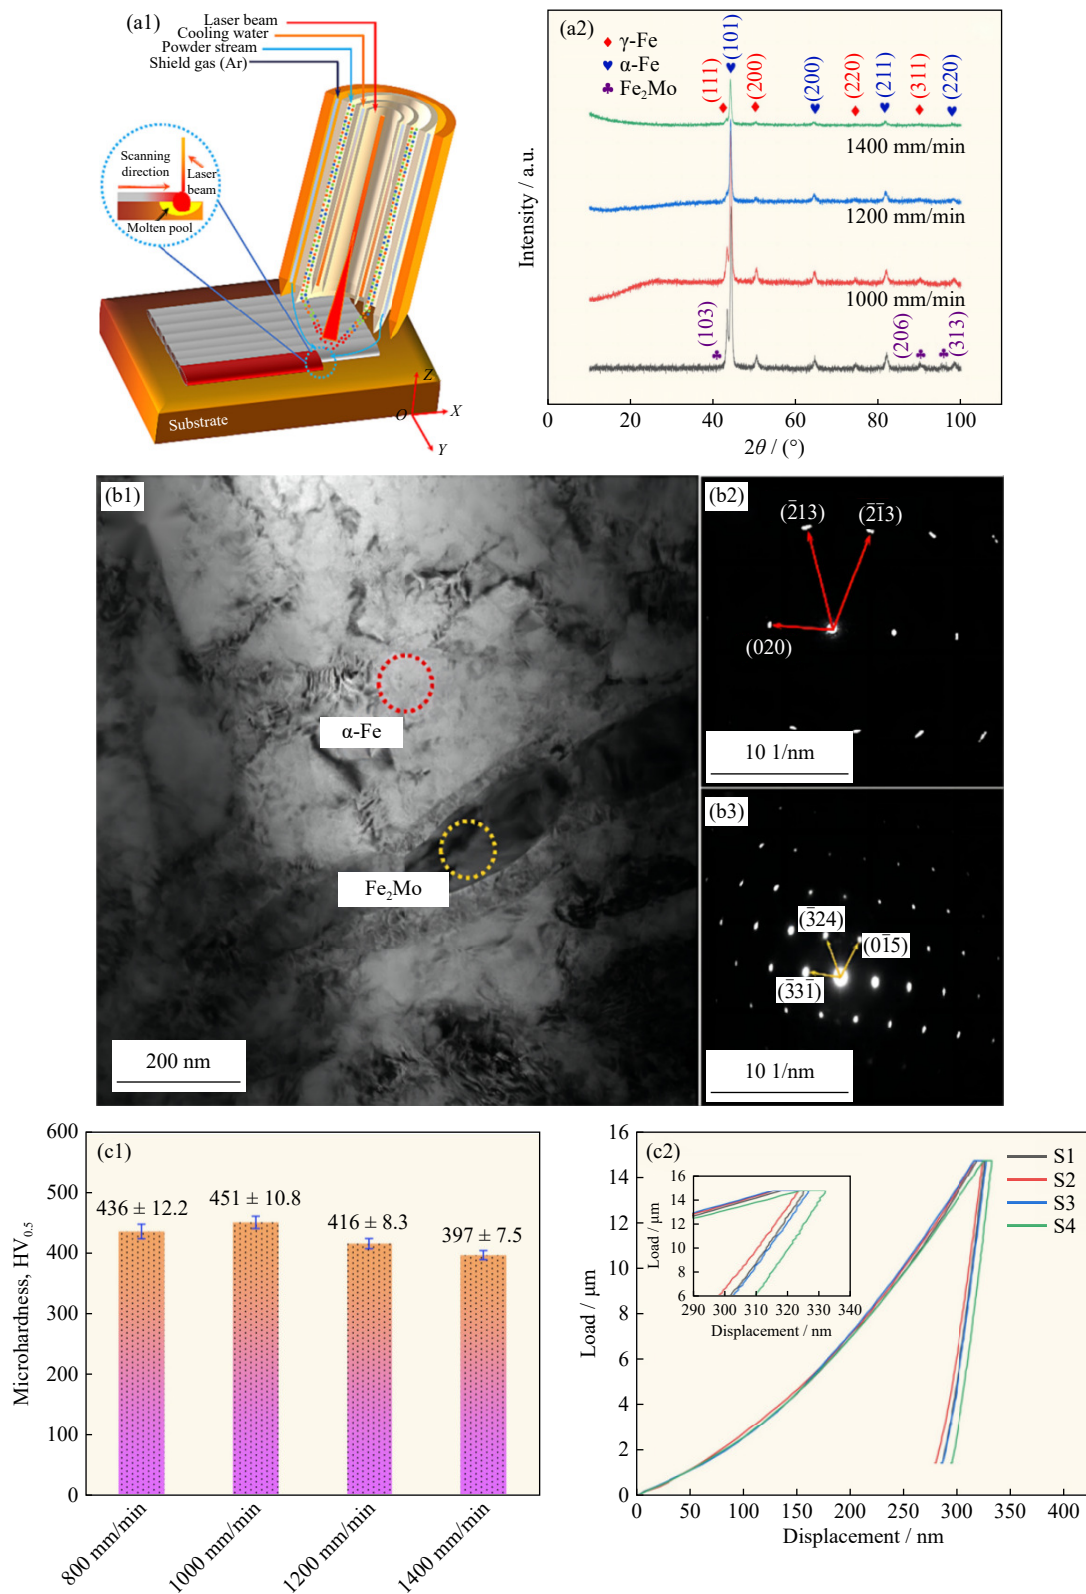 (a1)
Laser beam
Cooling water
Powder stream
Shield gas (Ar)
Scanning
direction
Laser
beam
Molten pool
Substrate
Z
O
X
Y
(a2)
γ-Fe
α-Fe
Fe₂Mo
(111)
(101)
(200)
(200)
(220)
(211)
(311)
(220)
1400 mm/min
1200 mm/min
1000 mm/min
(103)
(206)
(313)
Intensity / a.u.
0 20 40 60 80 100
2θ / (°)
(b1)
α-Fe
Fe₂Mo
200 nm
(b2)
(2̄13)
(2̄1̄3)
(020)
10 1/nm
(b3)
(3̄24)
(01̄5)
(3̄31̄)
10 1/nm
(c1)
Microhardness, HV₀.₅
600
500
400
300
200
100
0
436 ± 12.2
451 ± 10.8
416 ± 8.3
397 ± 7.5
800 mm/min
1000 mm/min
1200 mm/min
1400 mm/min
(c2)
Load / μm
16
14
12
10
8
6
4
2
0
0 50 100 150 200 250 300 350 400
Displacement / nm
S1
S2
S3
S4
Load / μm
16
14
12
10
8
6
290 300 310 320 330 340
Displacement / nm